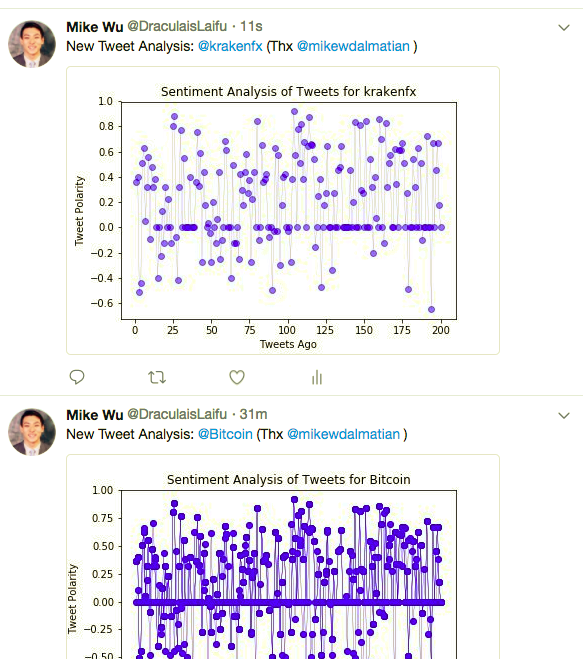 Mike Wu @DraculaisLaifu · 11s
New Tweet Analysis: @krakenfx (Thx @mikewdalmatian )
Sentiment Analysis of Tweets for krakenfx
1.0
0.8
0.6
0.4
0.2
0.0
−0.2
−0.4
−0.6
Tweet Polarity
0 25 50 75 100 125 150 175 200
Tweets Ago
Mike Wu @DraculaisLaifu · 31m
New Tweet Analysis: @Bitcoin (Thx @mikewdalmatian )
Sentiment Analysis of Tweets for Bitcoin
1.00
0.75
0.50
0.25
0.00
−0.25
−0.50
Tweet Polarity